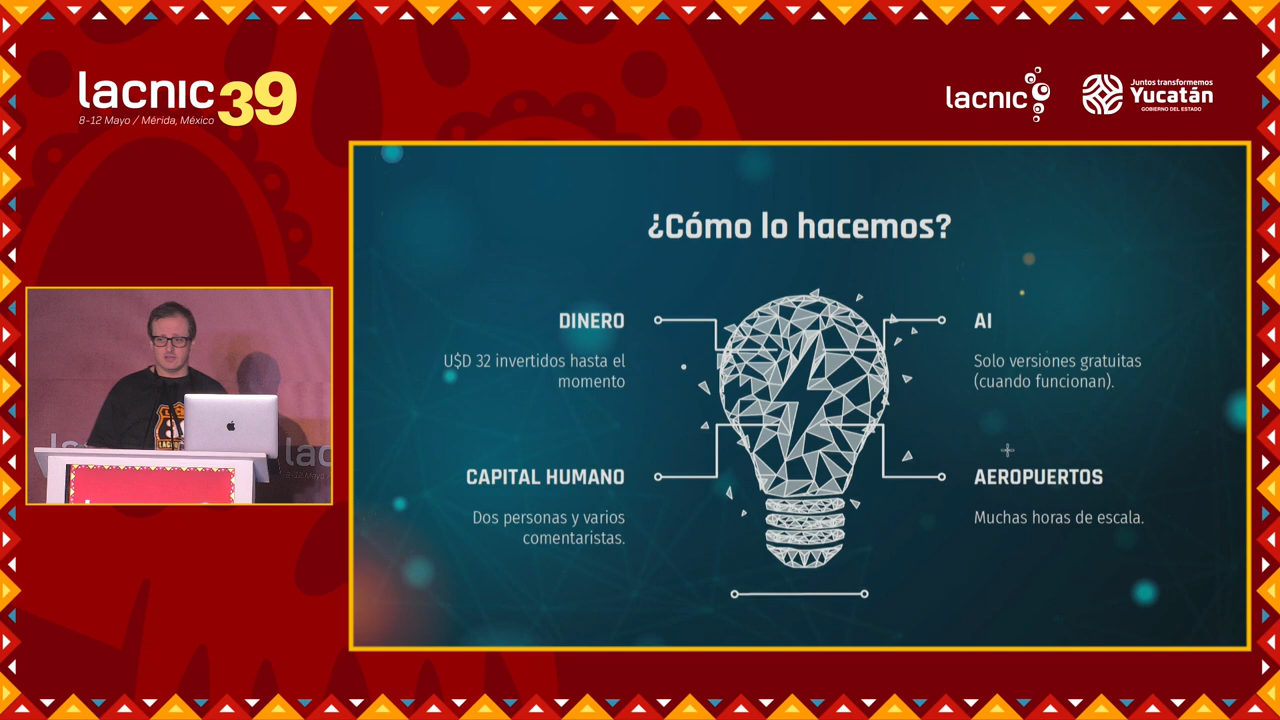 lacnic39
8-12 Mayo / Mérida, México
lacnic
Juntos transformemos
Yucatán
GOBIERNO DEL ESTADO
¿Cómo lo hacemos?
DINERO
U$D 32 invertidos hasta el
momento
AI
Solo versiones gratuitas
(cuando funcionan).
CAPITAL HUMANO
Dos personas y varios
comentaristas.
AEROPUERTOS
Muchas horas de escala.
lac